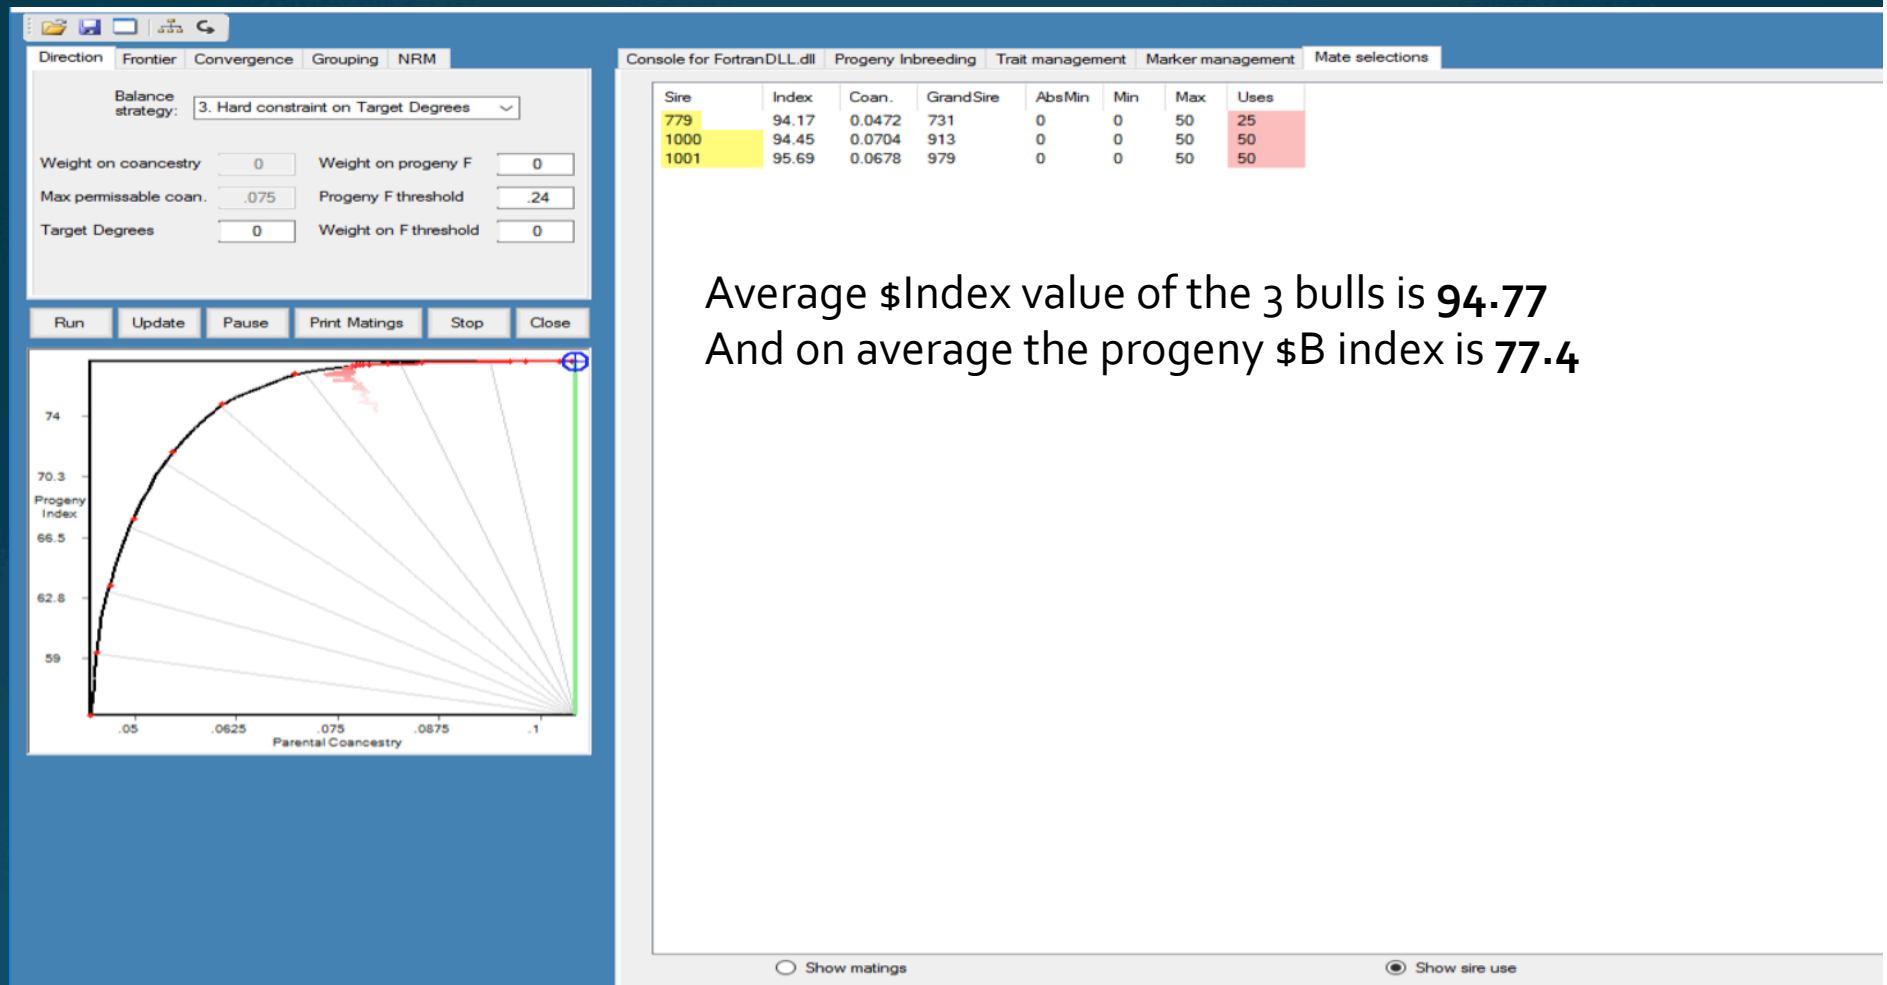 Direction Frontier Convergence Grouping NRM
Balance strategy: 3. Hard constraint on Target Degrees
Weight on coancestry 0 Weight on progeny F 0
Max permissable coan. .075 Progeny F threshold .24
Target Degrees 0 Weight on F threshold 0
Run Update Pause Print Matings Stop Close
74
70.3
Progeny
Index
66.5
62.8
59
.05 .0625 .075 .0875 .1
Parental Coancestry
Console for FortranDLL.dll Progeny Inbreeding Trait management Marker management Mate selections
Sire Index Coan. GrandSire AbsMin Min Max Uses
779 94.17 0.0472 731 0 0 50 25
1000 94.45 0.0704 913 0 0 50 50
1001 95.69 0.0678 979 0 0 50 50
Average $Index value of the 3 bulls is 94.77
And on average the progeny $B index is 77.4
Show matings Show sire use